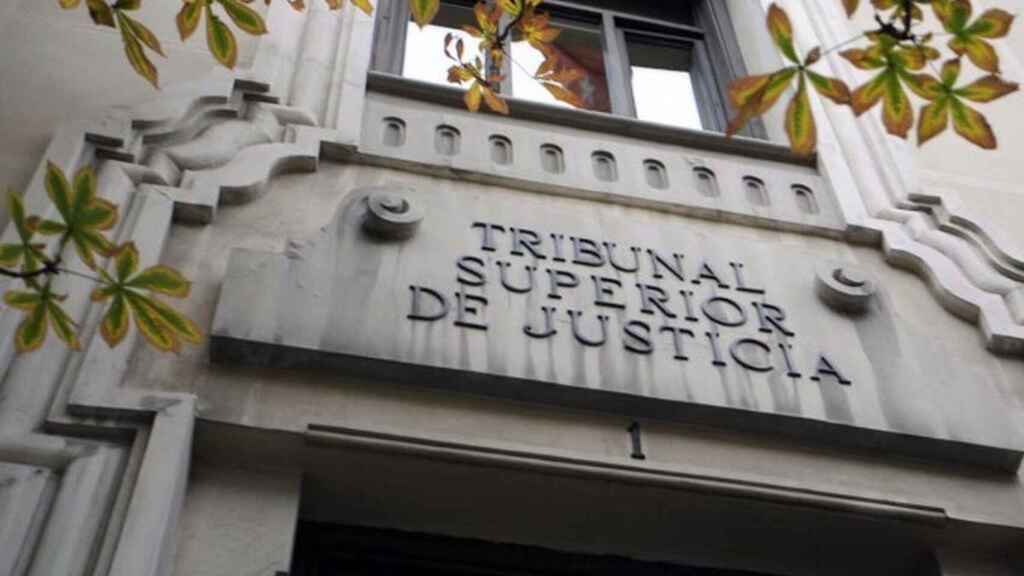 TRIBUNAL
SUPERIOR
DE JUSTICIA
1